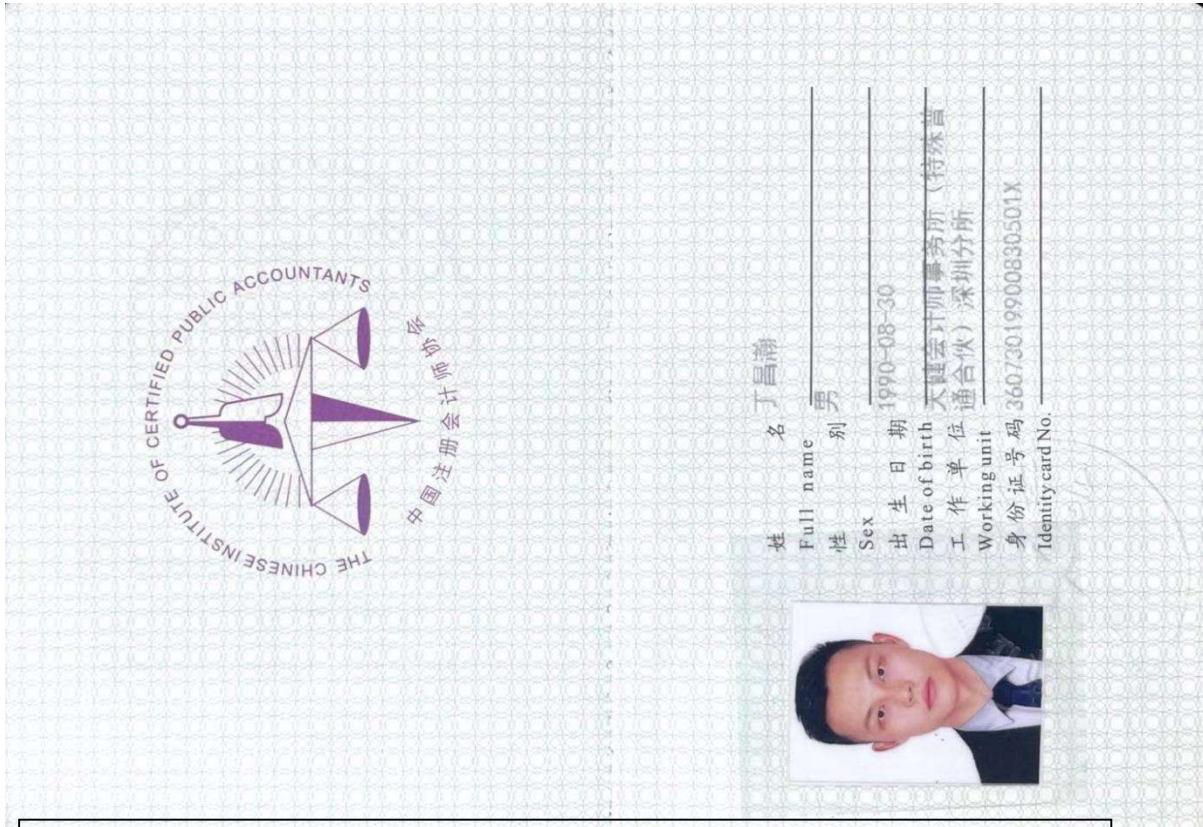 THE CHINESE INSTITUTE OF CERTIFIED PUBLIC ACCOUNTANTS
中国注册会计师协会
姓 名 丁昌瀚
Full name
性 别 男
Sex
出 生 日 期 1990-08-30
Date of birth
工 作 单 位 天健会计师事务所（特殊普
通合伙）深圳分所
Working unit
身 份 证 号 码 36073019900830501X
Identity card No.